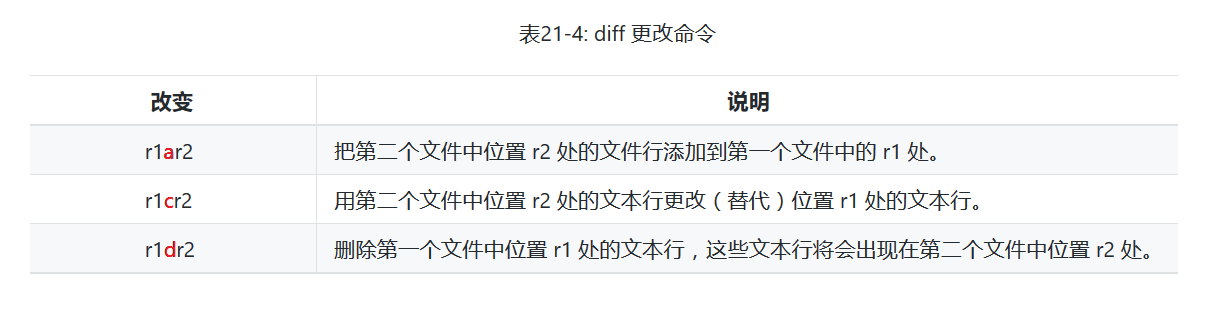 表21-4: diff 更改命令
改变 说明
r1ar2 把第二个文件中位置 r2 处的文件行添加到第一个文件中的 r1 处。
r1cr2 用第二个文件中位置 r2 处的文本行更改（替代）位置 r1 处的文本行。
r1dr2 删除第一个文件中位置 r1 处的文本行，这些文本行将会出现在第二个文件中位置 r2 处。